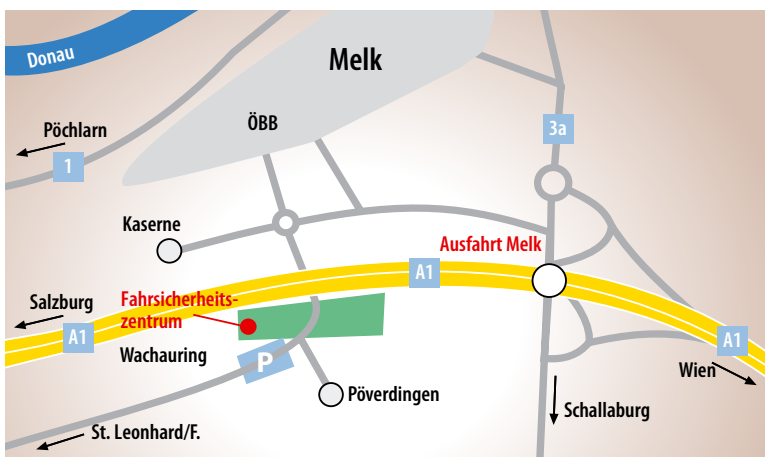 Donau
Melk
ÖBB
Pöchlarn
1
3a
Kaserne
Ausfahrt Melk
A1
Salzburg
Fahrsicherheits-
zentrum
A1
Wachauring
P
A1
Wien
Pöverdingen
Schallaburg
St. Leonhard/F.